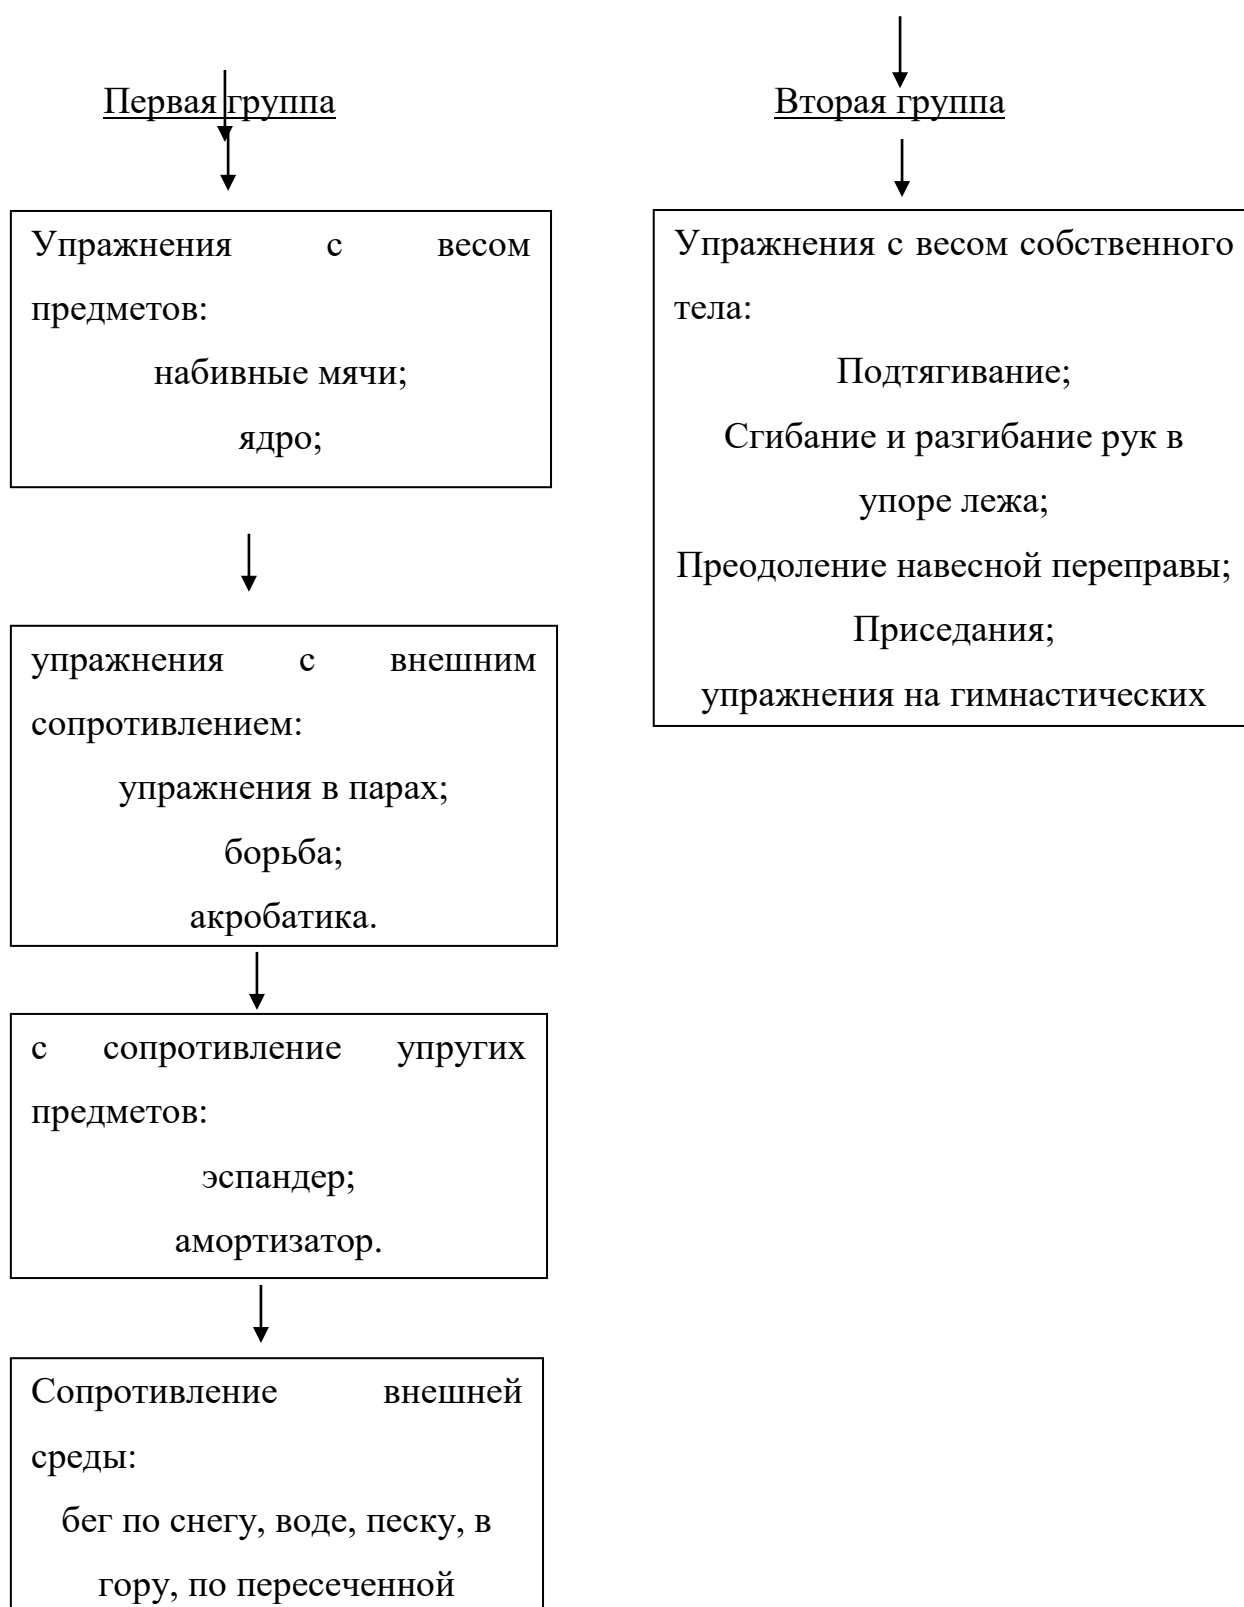 Первая группа
Упражнения с весом
предметов:
набивные мячи;
ядро;
упражнения с внешним
сопротивлением:
упражнения в парах;
борьба;
акробатика.
с сопротивление упругих
предметов:
эспандер;
амортизатор.
Сопротивление внешней
среды:
бег по снегу, воде, песку, в
гору, по пересеченной
Вторая группа
Упражнения с весом собственного
тела:
Подтягивание;
Сгибание и разгибание рук в
упоре лежа;
Преодоление навесной переправы;
Приседания;
упражнения на гимнастических